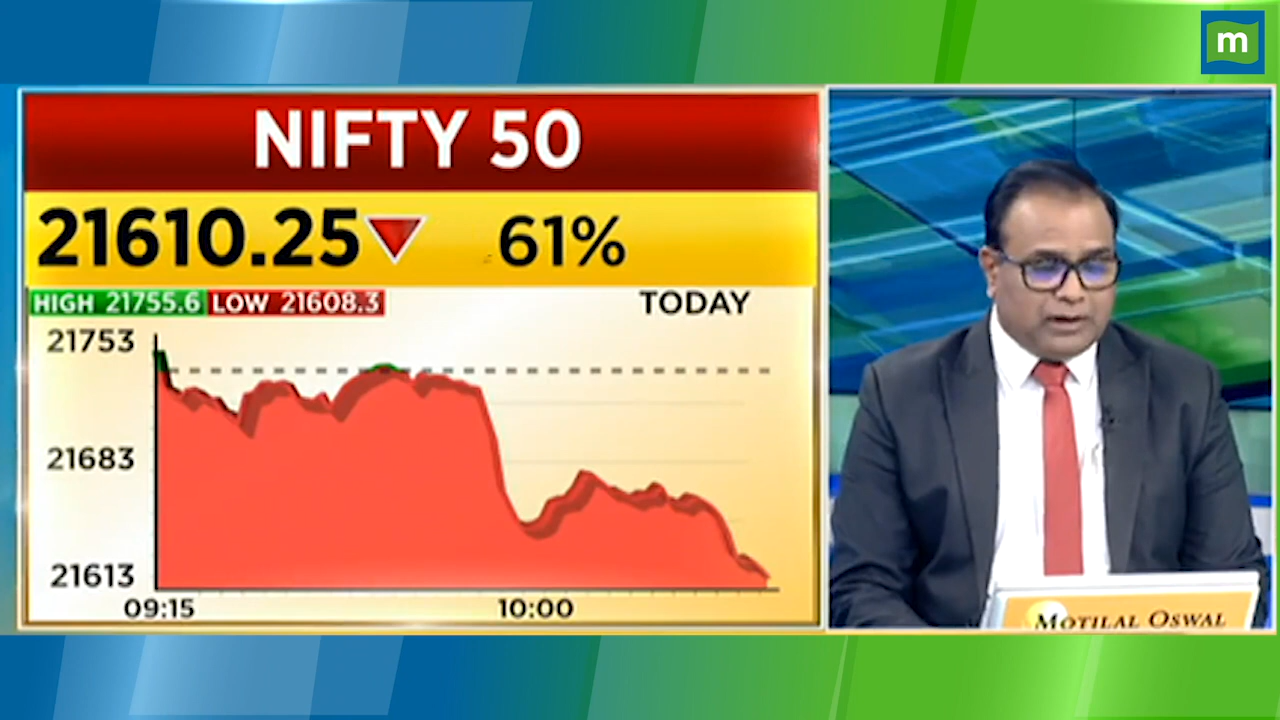 m
NIFTY 50
21610.25 61%
HIGH 21755.6 LOW 21608.3 TODAY
21753
21683
21613
09:15 10:00
MOTILAL OSWAL